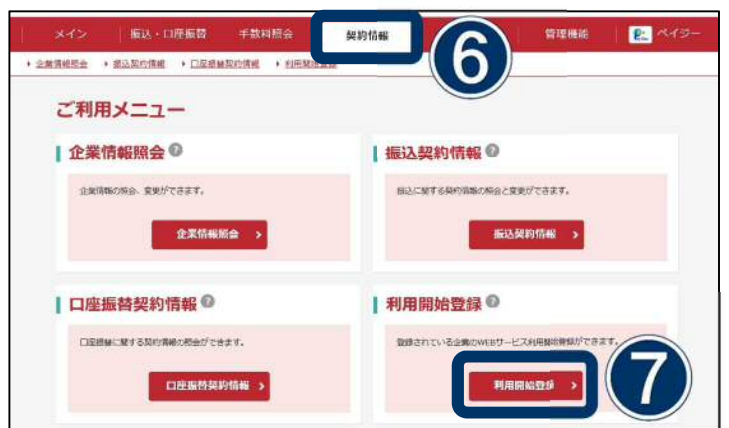 メイン 振込・口座振替 手数料照会 契約情報 ⑥ 管理機能 ペイジー
企業情報照会 振込契約情報 口座振替契約情報 利用開始登録
ご利用メニュー
企業情報照会 ?
振込契約情報 ?
企業情報の照会、変更ができます。
振込に関する契約情報の照会と変更ができます。
企業情報照会 >
振込契約情報 >
口座振替契約情報 ?
利用開始登録 ?
口座振替に関する契約情報の照会ができます。
登録されている企業のWEBサービス利用開始登録ができます。
口座振替契約情報 >
利用開始登録 >
⑦